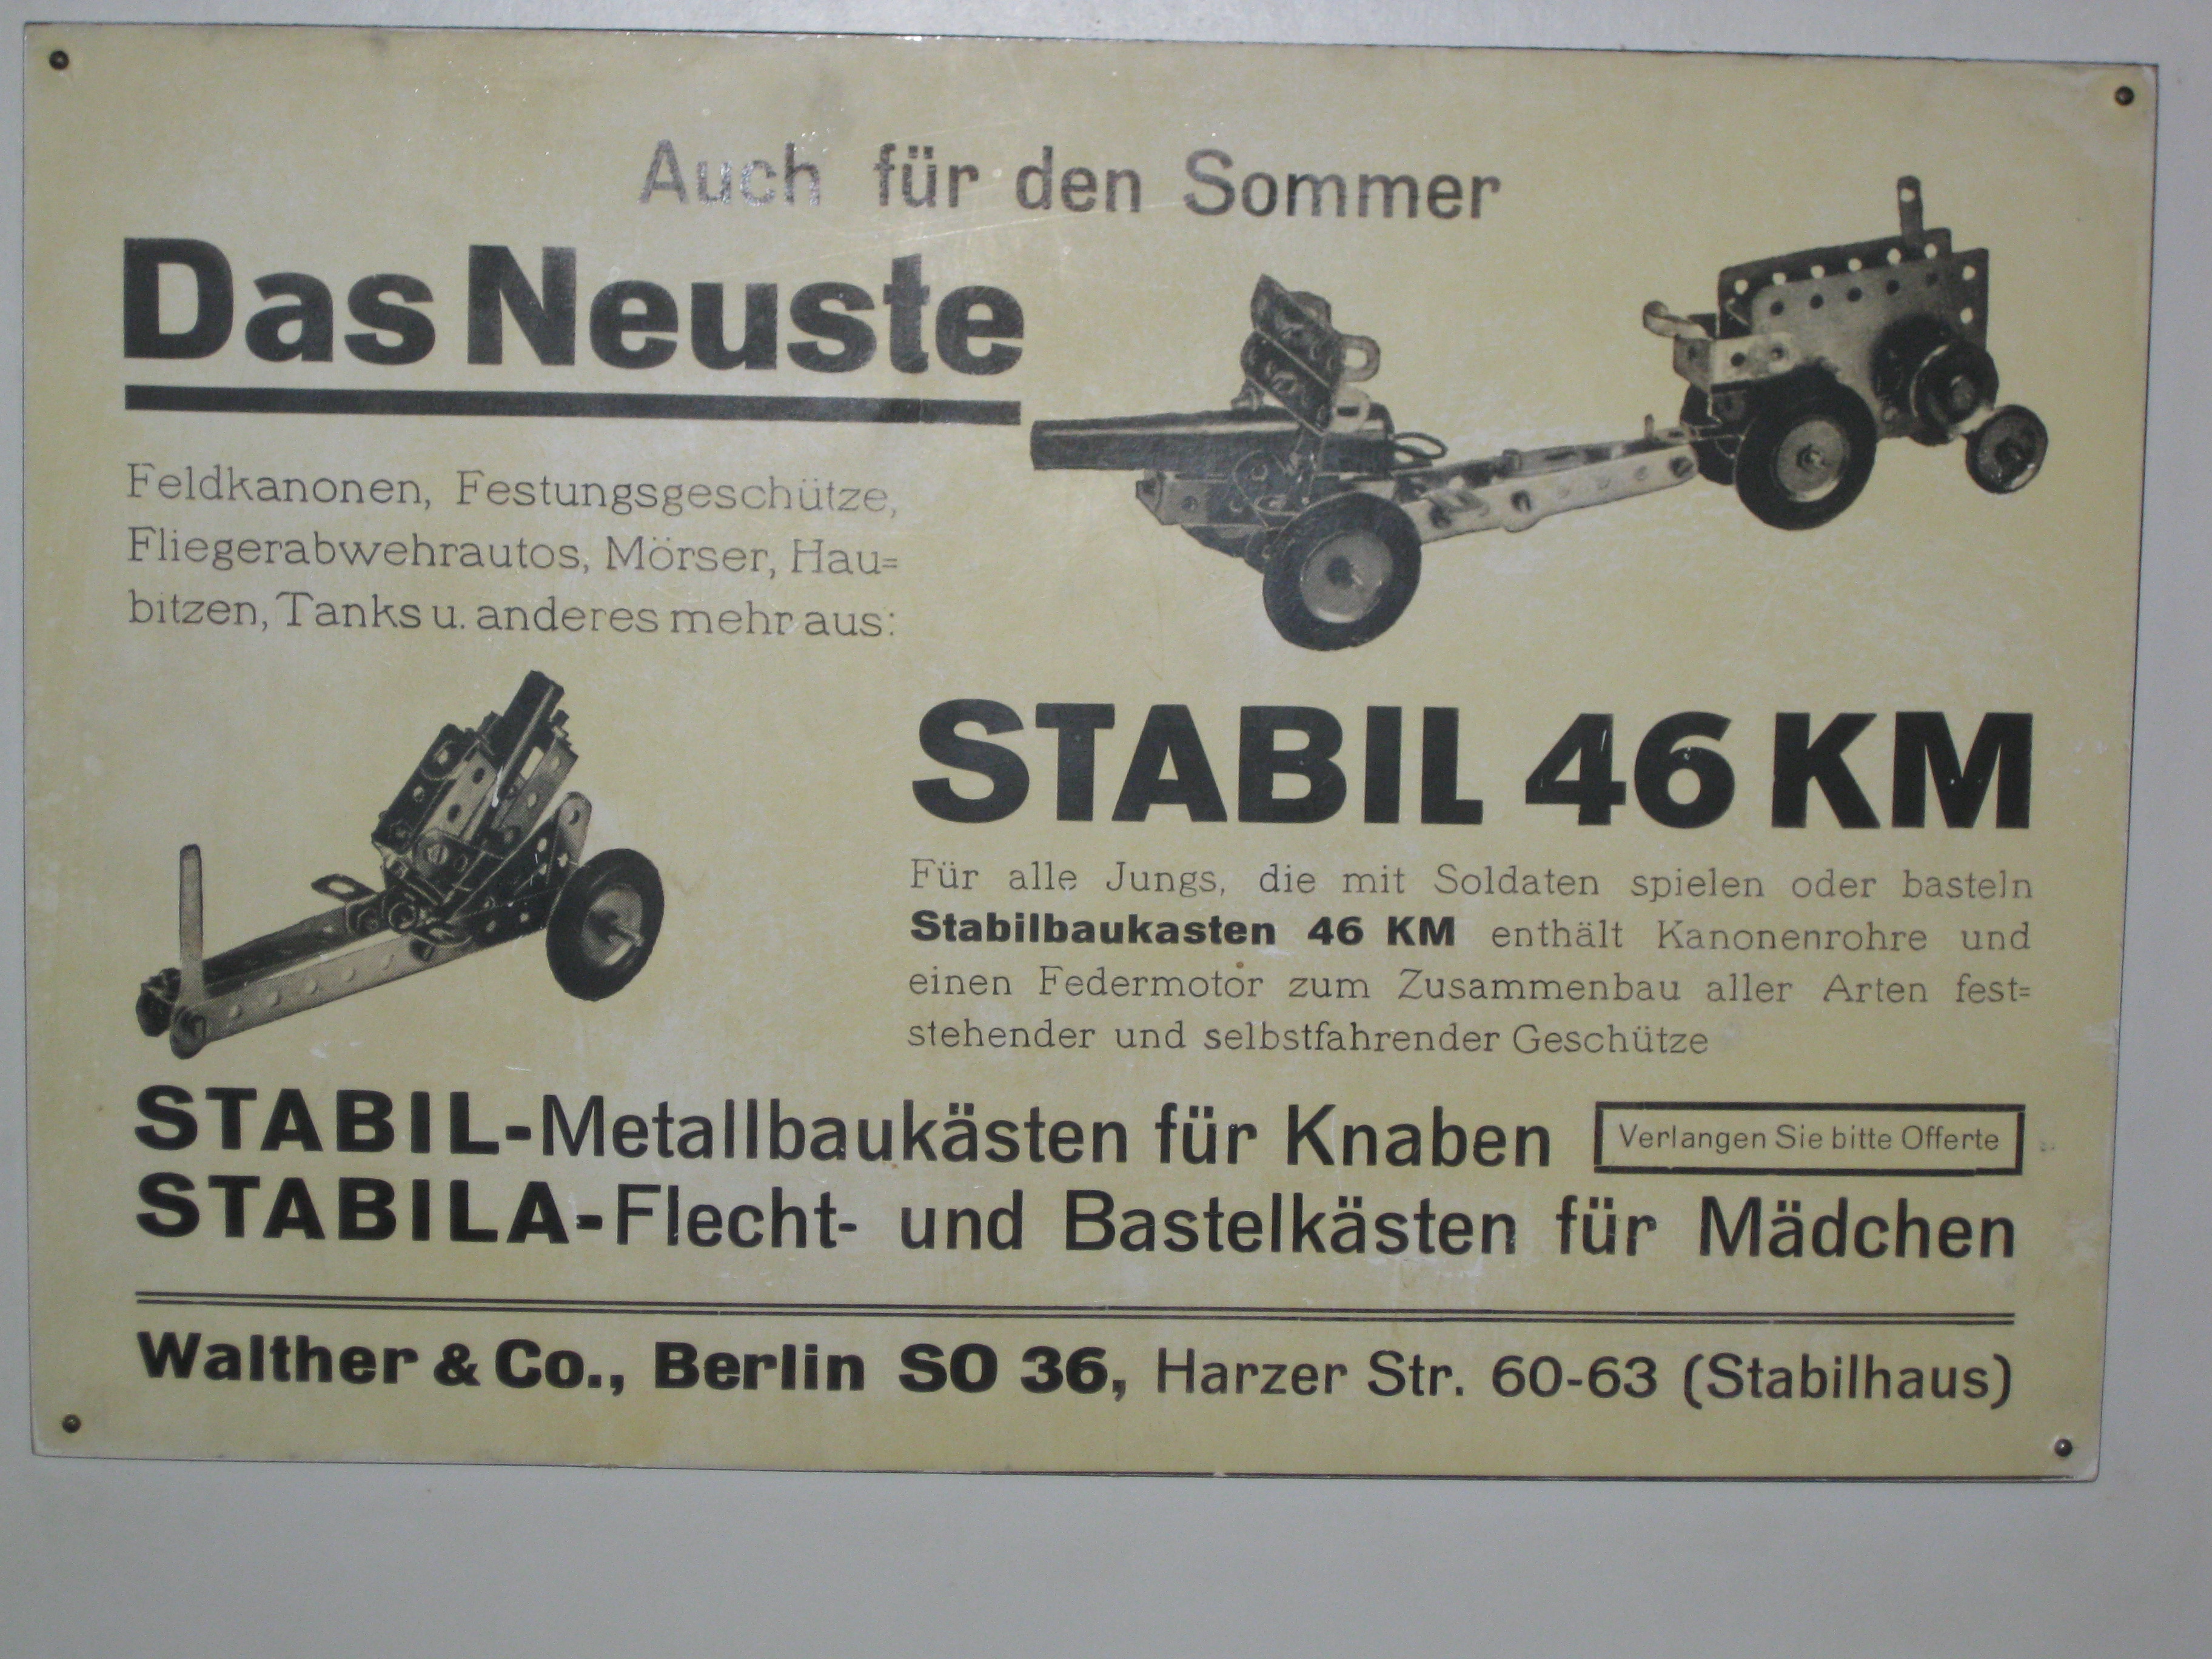 Auch für den Sommer
Das Neuste
Feldkanonen, Festungsgeschütze,
Fliegerabwehrautos, Mörser, Hau=
bitzen, Tanks u. anderes mehr aus:
STABIL 46 KM
Für alle Jungs, die mit Soldaten spielen oder basteln
Stabilbaukasten 46 KM enthält Kanonenrohre und
einen Federmotor zum Zusammenbau aller Arten fest=
stehender und selbstfahrender Geschütze
STABIL-Metallbaukästen für Knaben
Verlangen Sie bitte Offerte
STABILA-Flecht- und Bastelkästen für Mädchen
Walther & Co., Berlin SO 36, Harzer Str. 60-63 (Stabilhaus)